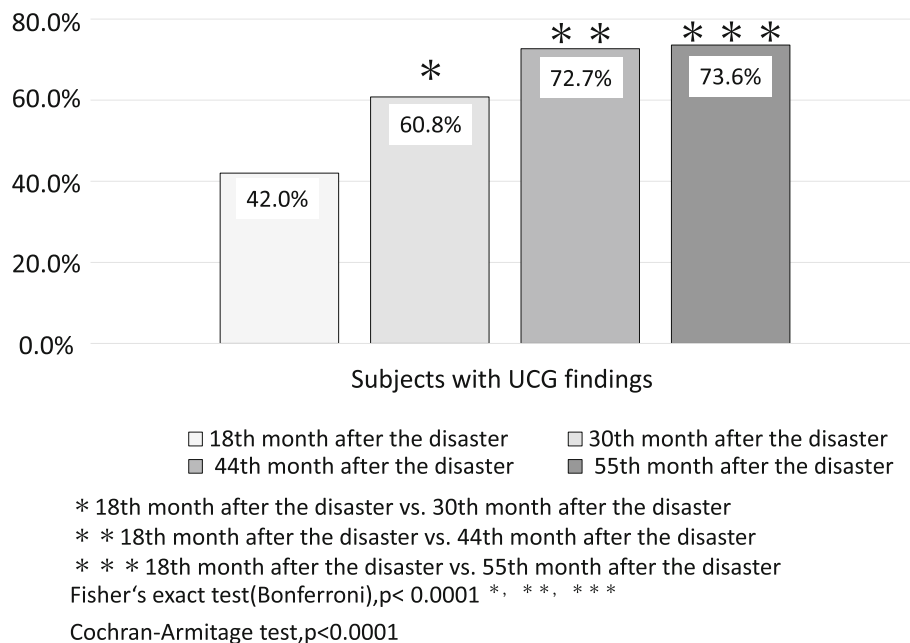 80.0%
60.0%
40.0%
20.0%
0.0%
42.0%
*
60.8%
* *
72.7%
* * *
73.6%
Subjects with UCG findings
18th month after the disaster
30th month after the disaster
44th month after the disaster
55th month after the disaster
* 18th month after the disaster vs. 30th month after the disaster
* * 18th month after the disaster vs. 44th month after the disaster
* * * 18th month after the disaster vs. 55th month after the disaster
Fisher‘s exact test(Bonferroni),p< 0.0001 *, **, ***
Cochran-Armitage test,p<0.0001